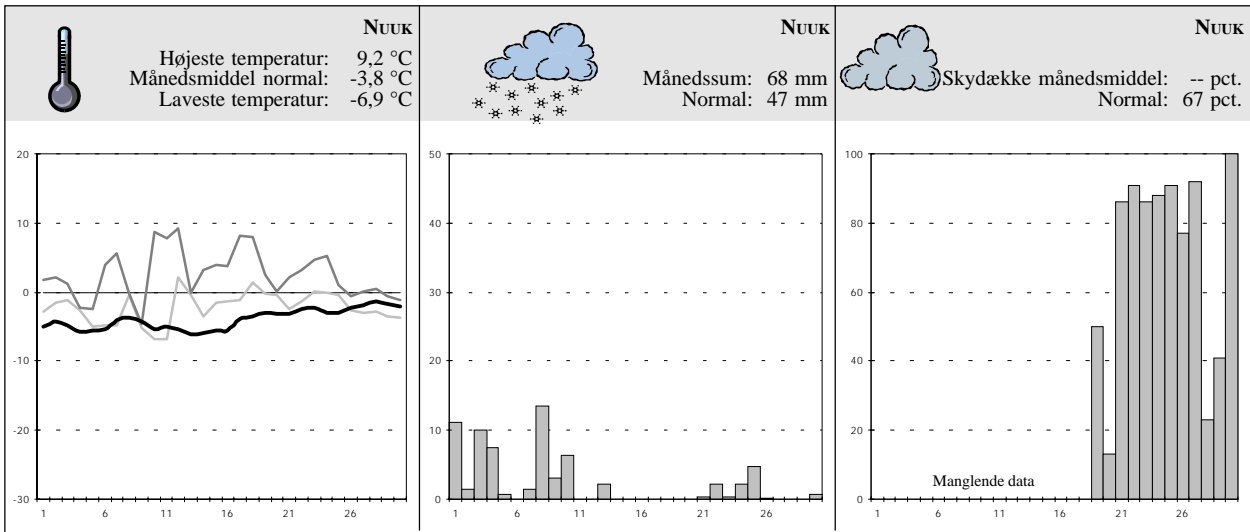 NUUK
Højeste temperatur: 9,2 °C
Månedsmiddel normal: -3,8 °C
Laveste temperatur: -6,9 °C
20
10
0
-10
-20
-30
1 6 11 16 21 26
NUUK
Månedssum: 68 mm
Normal: 47 mm
50
40
30
20
10
0
1 6 11 16 21 26
NUUK
Skydække månedsmiddel: -- pct.
Normal: 67 pct.
100
80
60
40
20
0
Manglende data
1 6 11 16 21 26